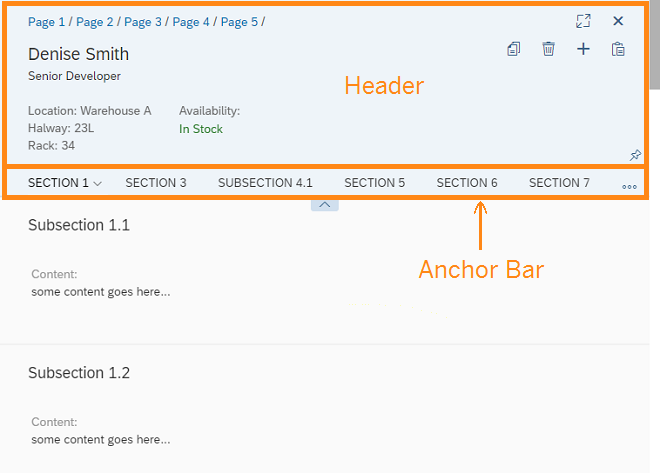 Page 1 / Page 2 / Page 3 / Page 4 / Page 5 /
Denise Smith
Senior Developer
Header
Location: Warehouse A Availability:
Halway: 23L In Stock
Rack: 34
SECTION 1 SECTION 3 SUBSECTION 4.1 SECTION 5 SECTION 6 SECTION 7
Subsection 1.1
Anchor Bar
Content:
some content goes here...
Subsection 1.2
Content:
some content goes here...